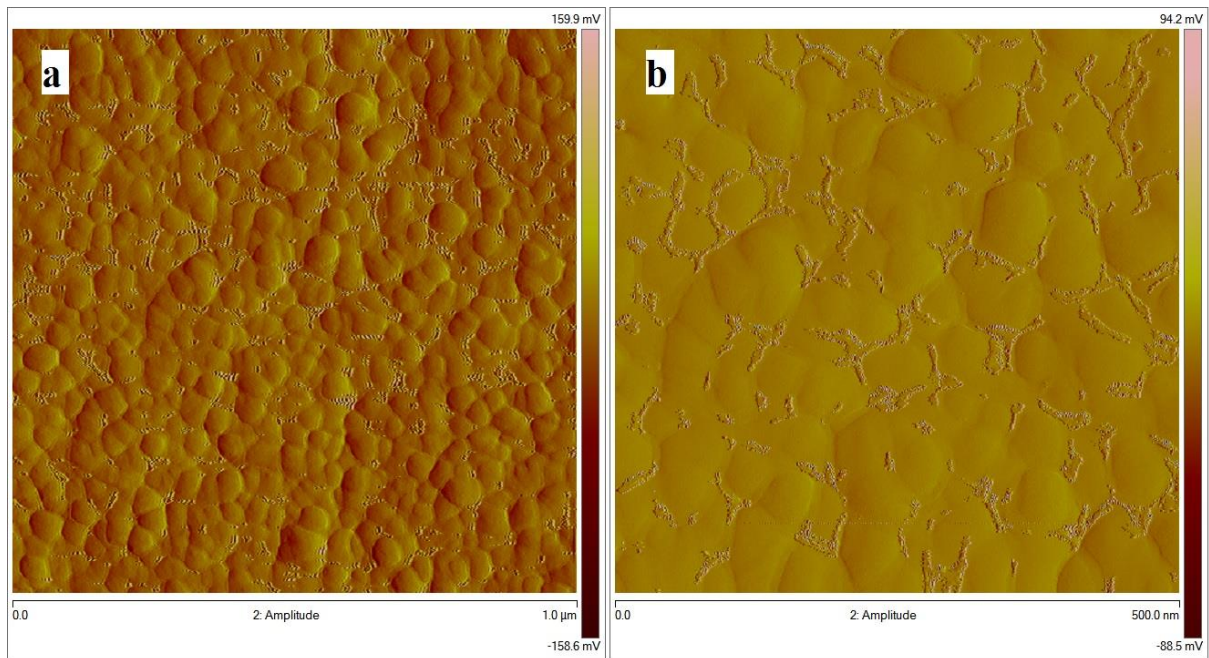 159.9 mV
a
0.0
2: Amplitude
1.0 µm
-158.6 mV
94.2 mV
b
0.0
2: Amplitude
500.0 nm
-88.5 mV